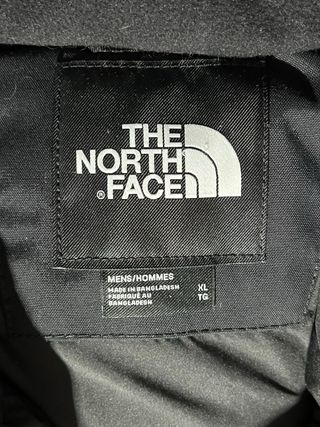 THE
NORTH
® FACE
MENS/HOMMES
MADE IN BANGLADESH
FABRIQUÉ AU
BANGLADESH
XL
TG